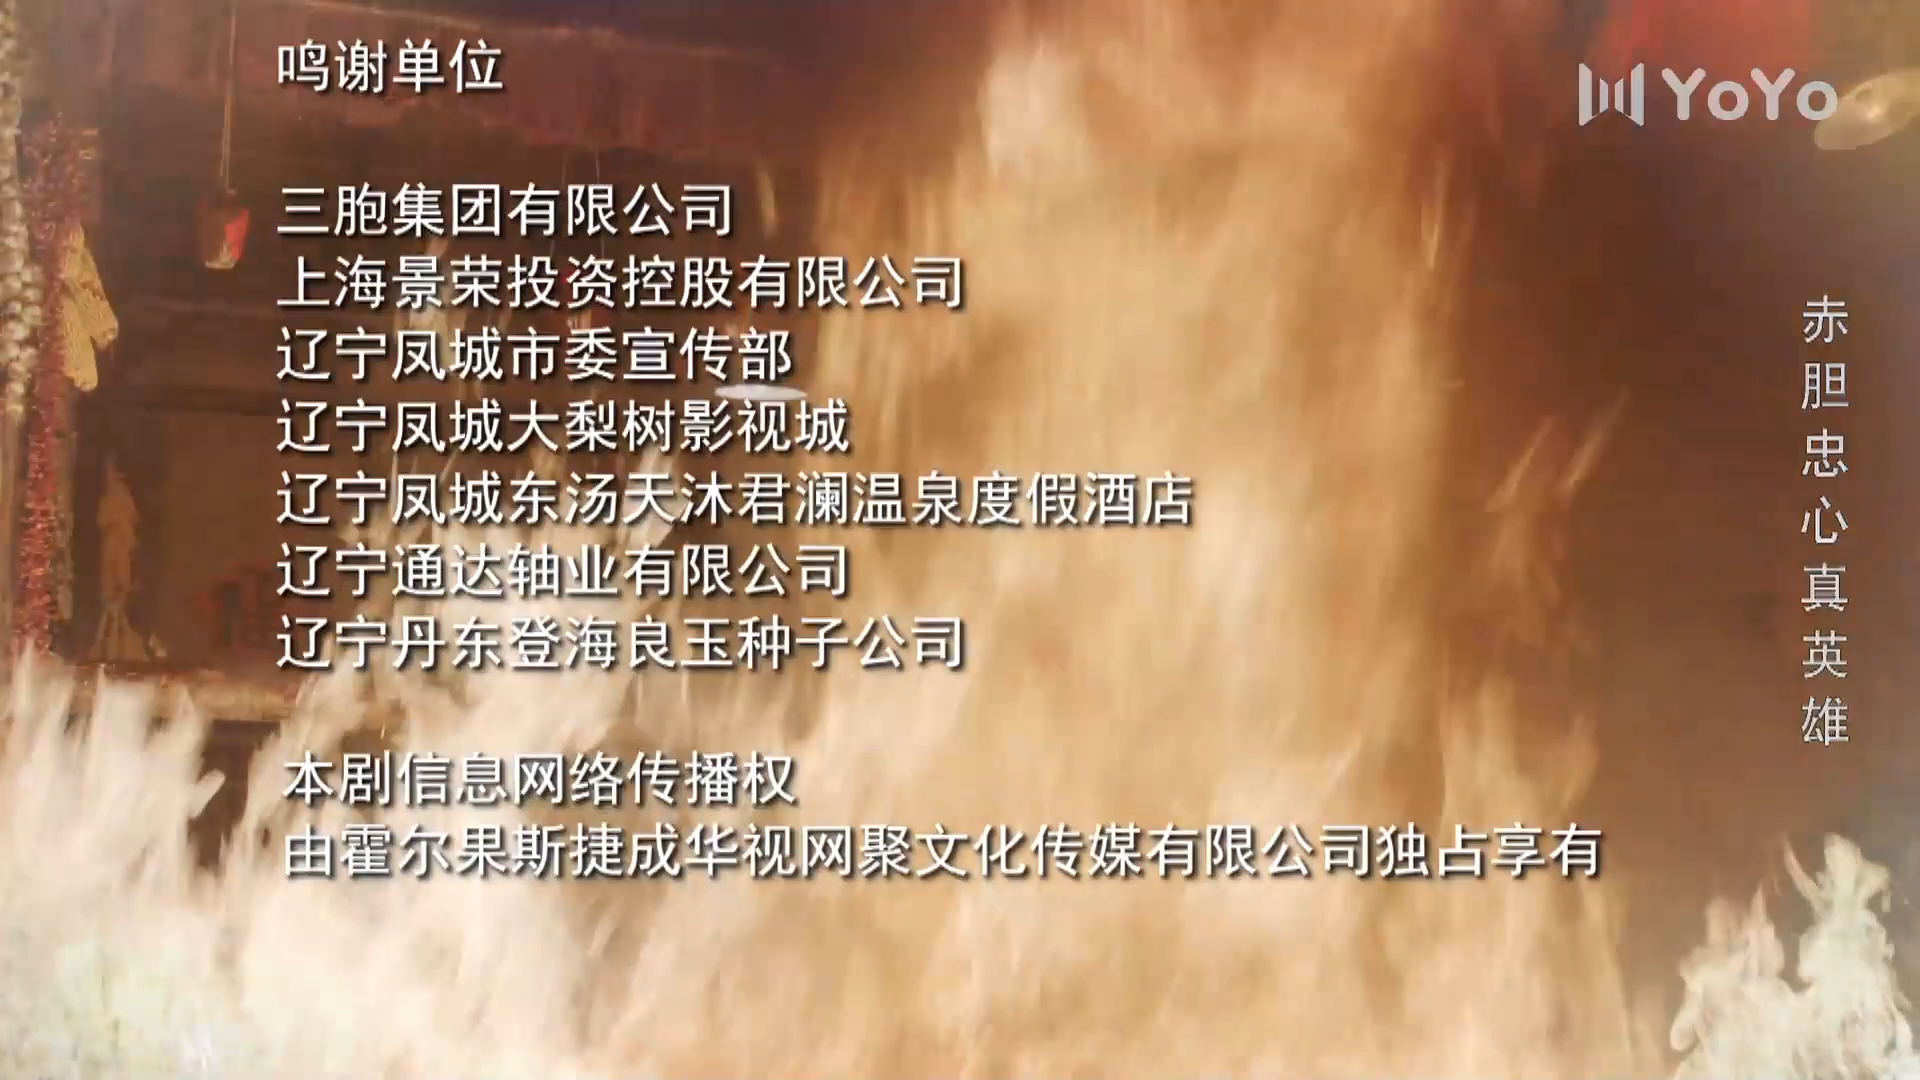 鸣谢单位
三胞集团有限公司
上海景荣投资控股有限公司
辽宁凤城市委宣传部
辽宁凤城大梨树影视城
辽宁凤城东汤天沐君澜温泉度假酒店
辽宁通达轴业有限公司
辽宁丹东登海良玉种子公司
本剧信息网络传播权
由霍尔果斯捷成华视网聚文化传媒有限公司独占享有
YoYo
赤胆忠心真英雄